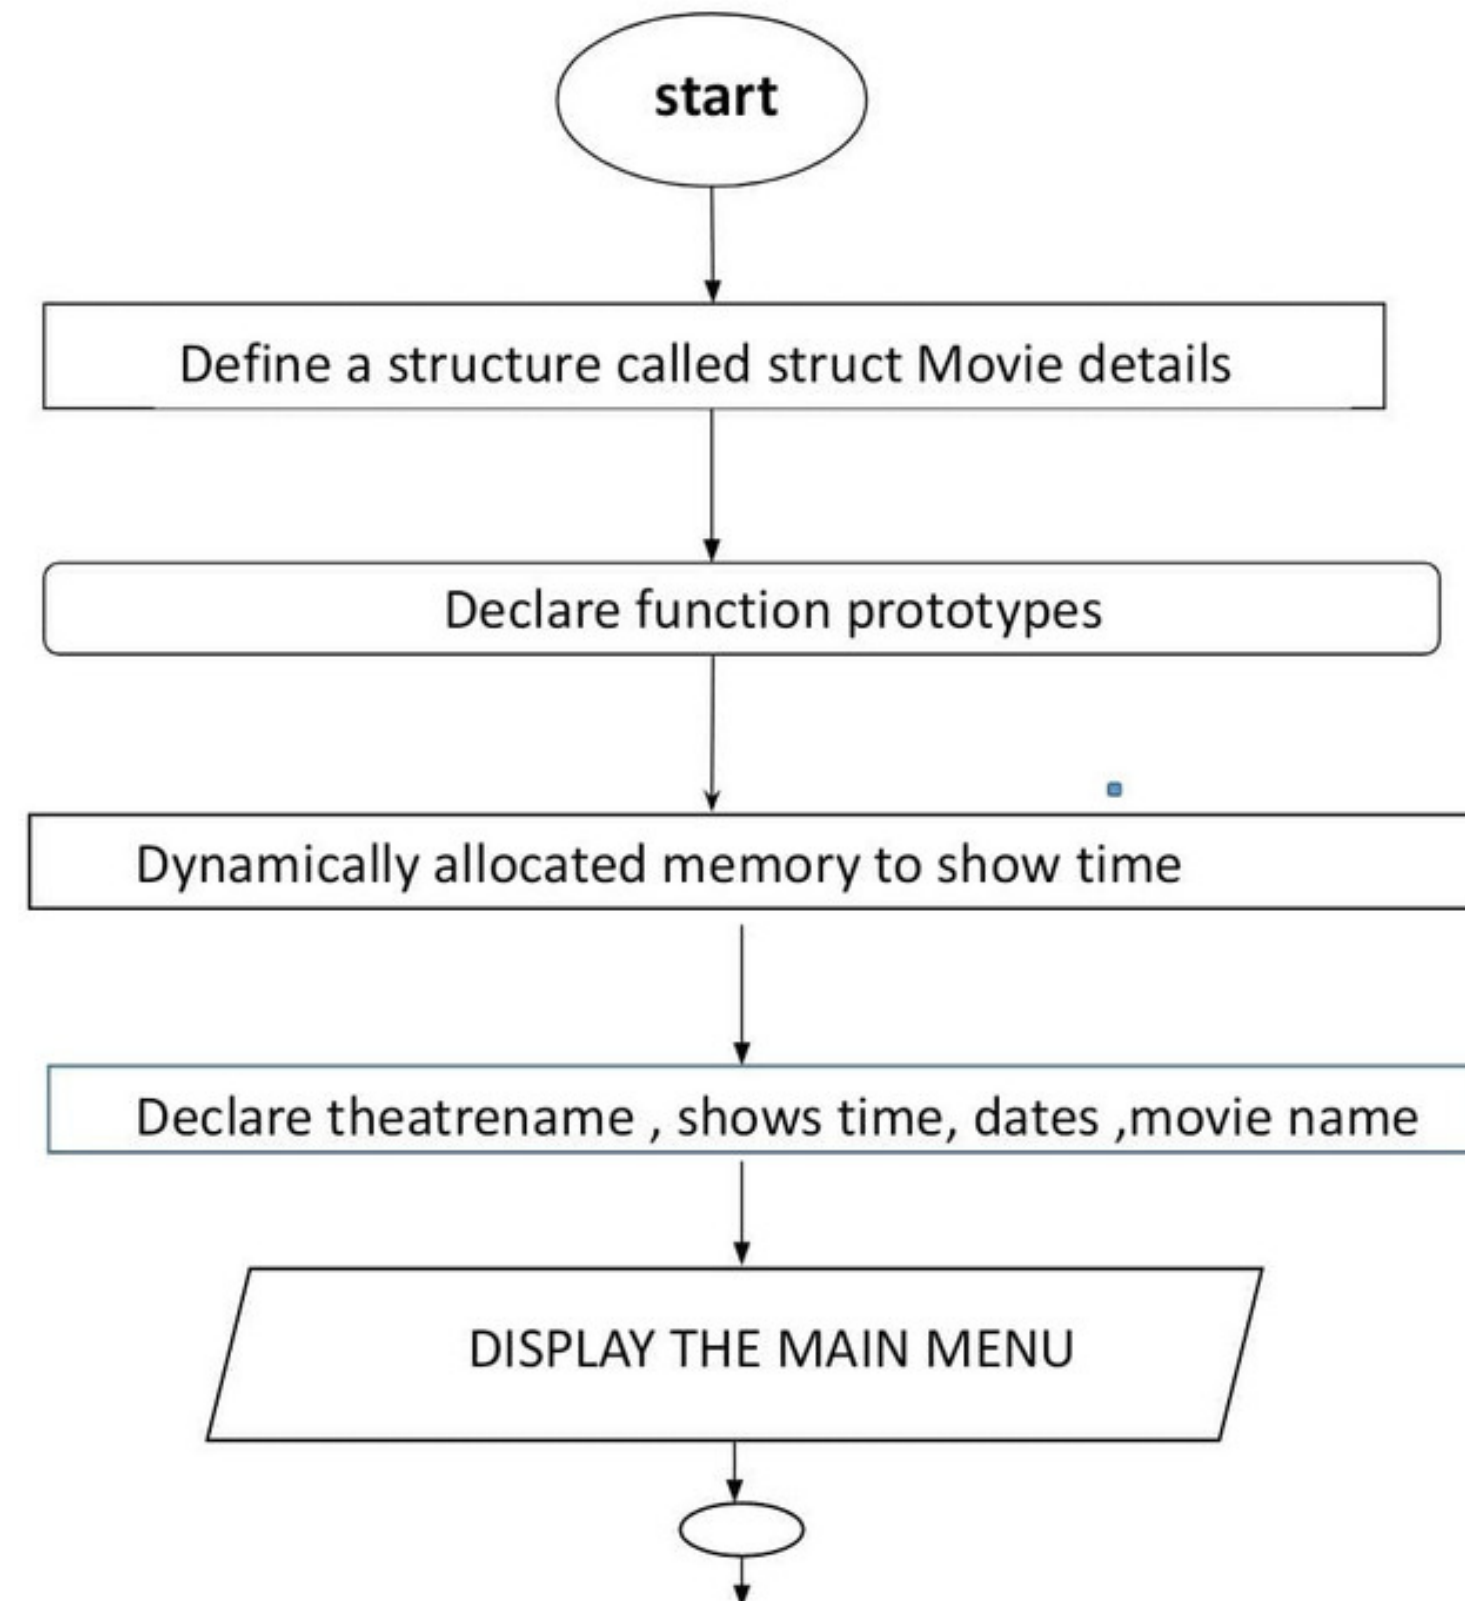 start
Define a structure called struct Movie details
Declare function prototypes
Dynamically allocated memory to show time
Declare theatrename , shows time, dates ,movie name
DISPLAY THE MAIN MENU